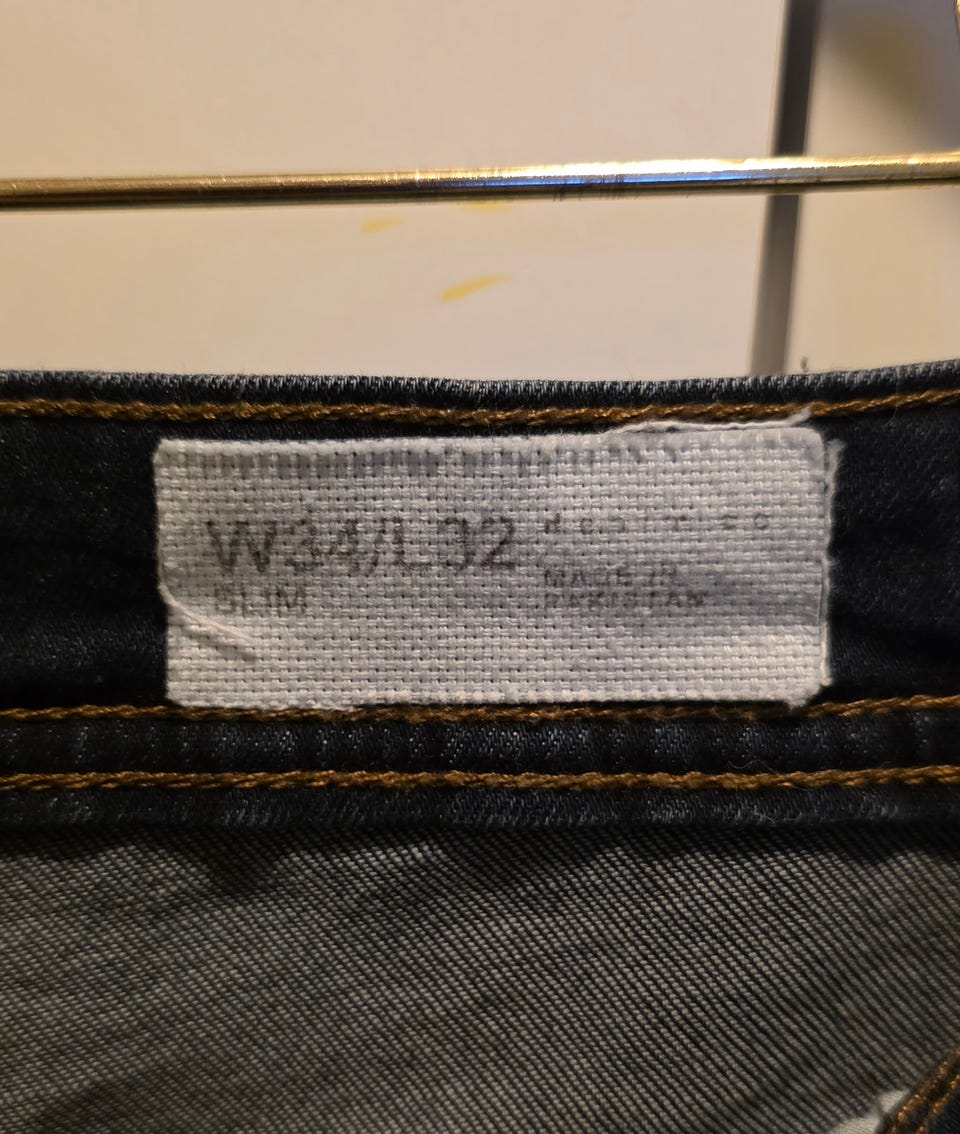 W34/L32
SLIM
MADE IN
PAKISTAN